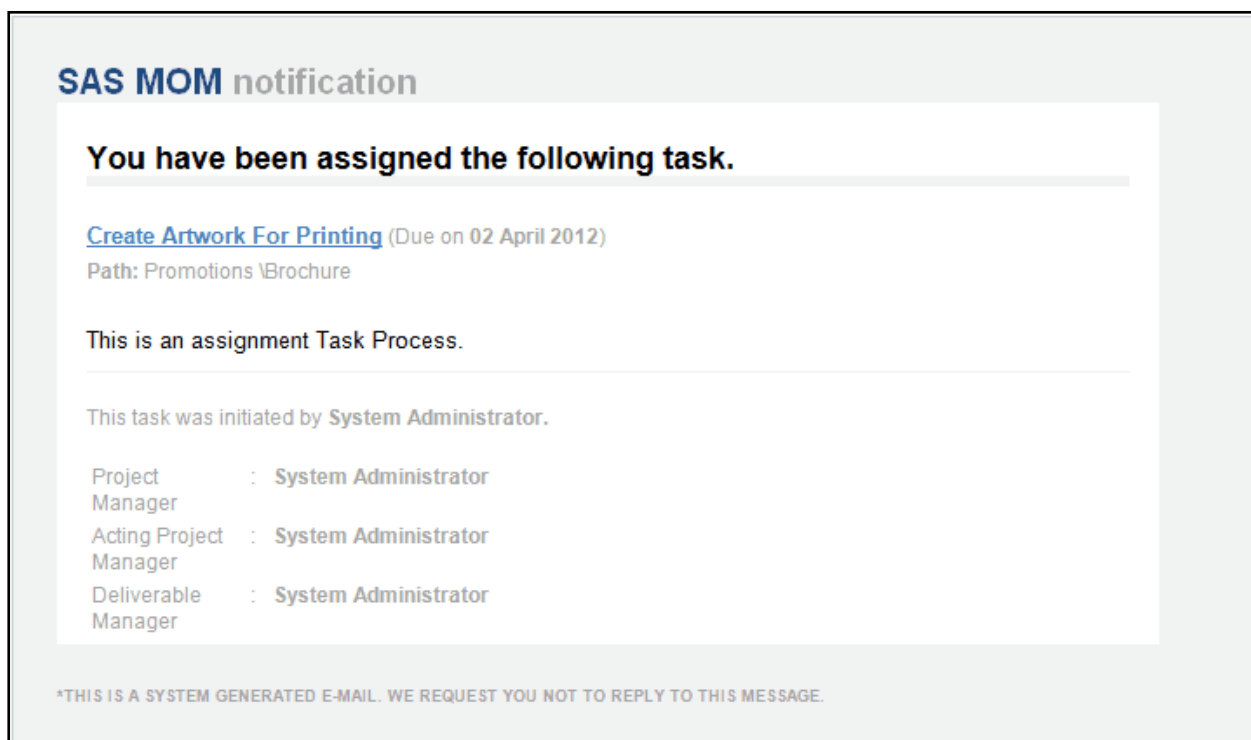 SAS MOM notification
You have been assigned the following task.
Create Artwork For Printing (Due on 02 April 2012)
Path: Promotions \Brochure
This is an assignment Task Process.
This task was initiated by System Administrator.
Project : System Administrator
Manager
Acting Project : System Administrator
Manager
Deliverable : System Administrator
Manager
*THIS IS A SYSTEM GENERATED E-MAIL. WE REQUEST YOU NOT TO REPLY TO THIS MESSAGE.